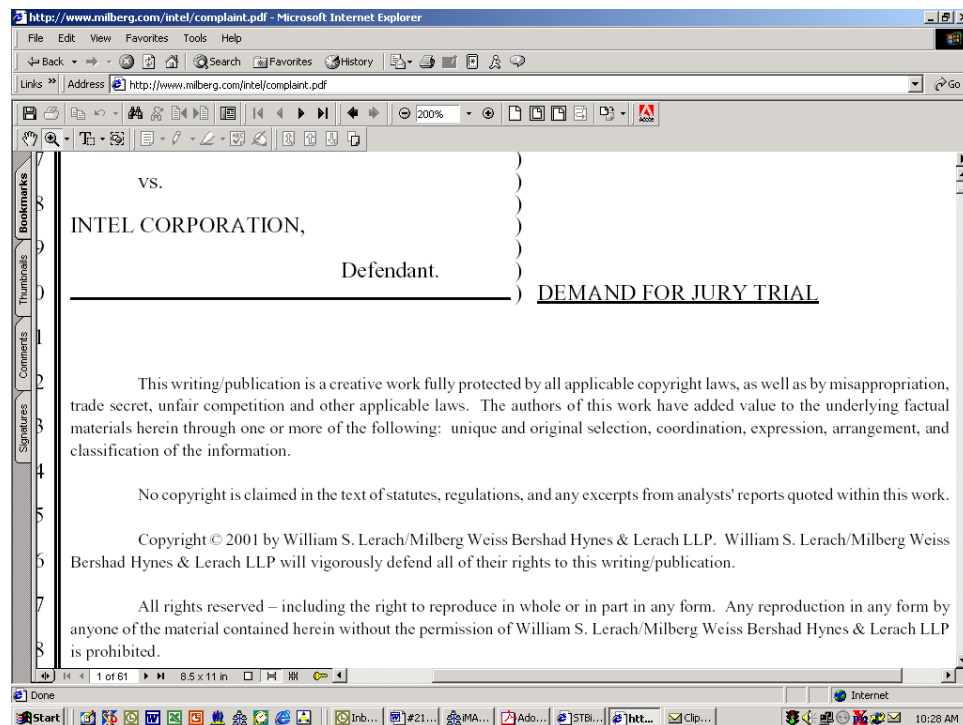 http://www.milberg.com/intel/complaint.pdf - Microsoft Internet Explorer
File Edit View Favorites Tools Help
Back Search Favorites History
Links » Address http://www.milberg.com/intel/complaint.pdf Go
200% Adobe
7 )
vs. )
8 )
INTEL CORPORATION, )
9 )
Defendant. )
0 ) DEMAND FOR JURY TRIAL
1
2 This writing/publication is a creative work fully protected by all applicable copyright laws, as well as by misappropriation,
trade secret, unfair competition and other applicable laws. The authors of this work have added value to the underlying factual
3 materials herein through one or more of the following: unique and original selection, coordination, expression, arrangement, and
classification of the information.
4
No copyright is claimed in the text of statutes, regulations, and any excerpts from analysts' reports quoted within this work.
5
Copyright © 2001 by William S. Lerach/Milberg Weiss Bershad Hynes & Lerach LLP. William S. Lerach/Milberg Weiss
6 Bershad Hynes & Lerach LLP will vigorously defend all of their rights to this writing/publication.
7 All rights reserved – including the right to reproduce in whole or in part in any form. Any reproduction in any form by
anyone of the material contained herein without the permission of William S. Lerach/Milberg Weiss Bershad Hynes & Lerach LLP
8 is prohibited.
Bookmarks
Thumbnails
Comments
Signatures
1 of 61 8.5 x 11 in
Done Internet
Start Inb... #21... iMA... Ado... STBi... htt... Clip... 10:28 AM